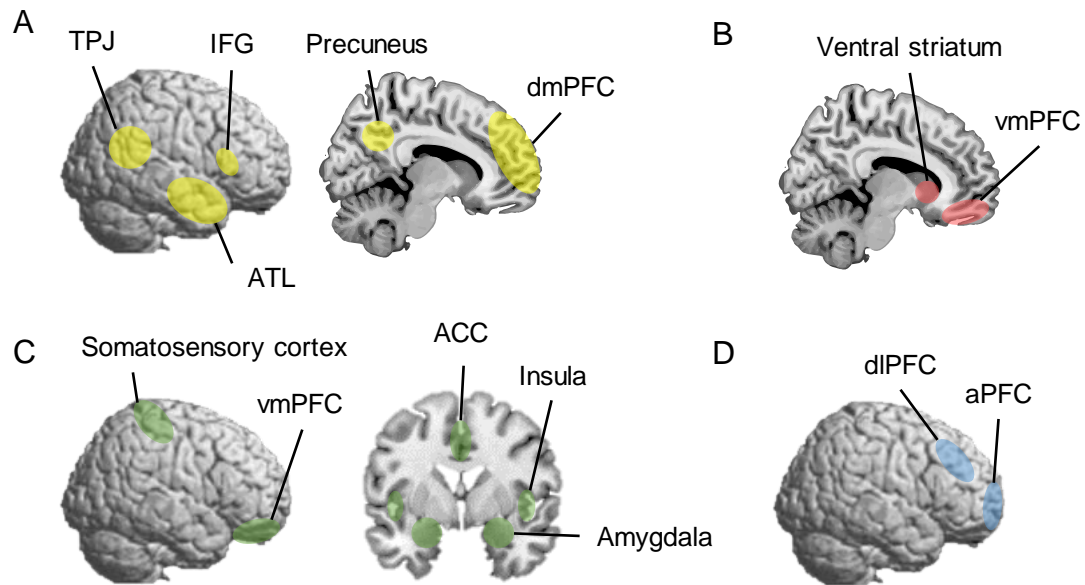 A
TPJ
IFG
Precuneus
dmPFC
ATL
B
Ventral striatum
vmPFC
C
Somatosensory cortex
vmPFC
ACC
Insula
Amygdala
D
dlPFC
aPFC